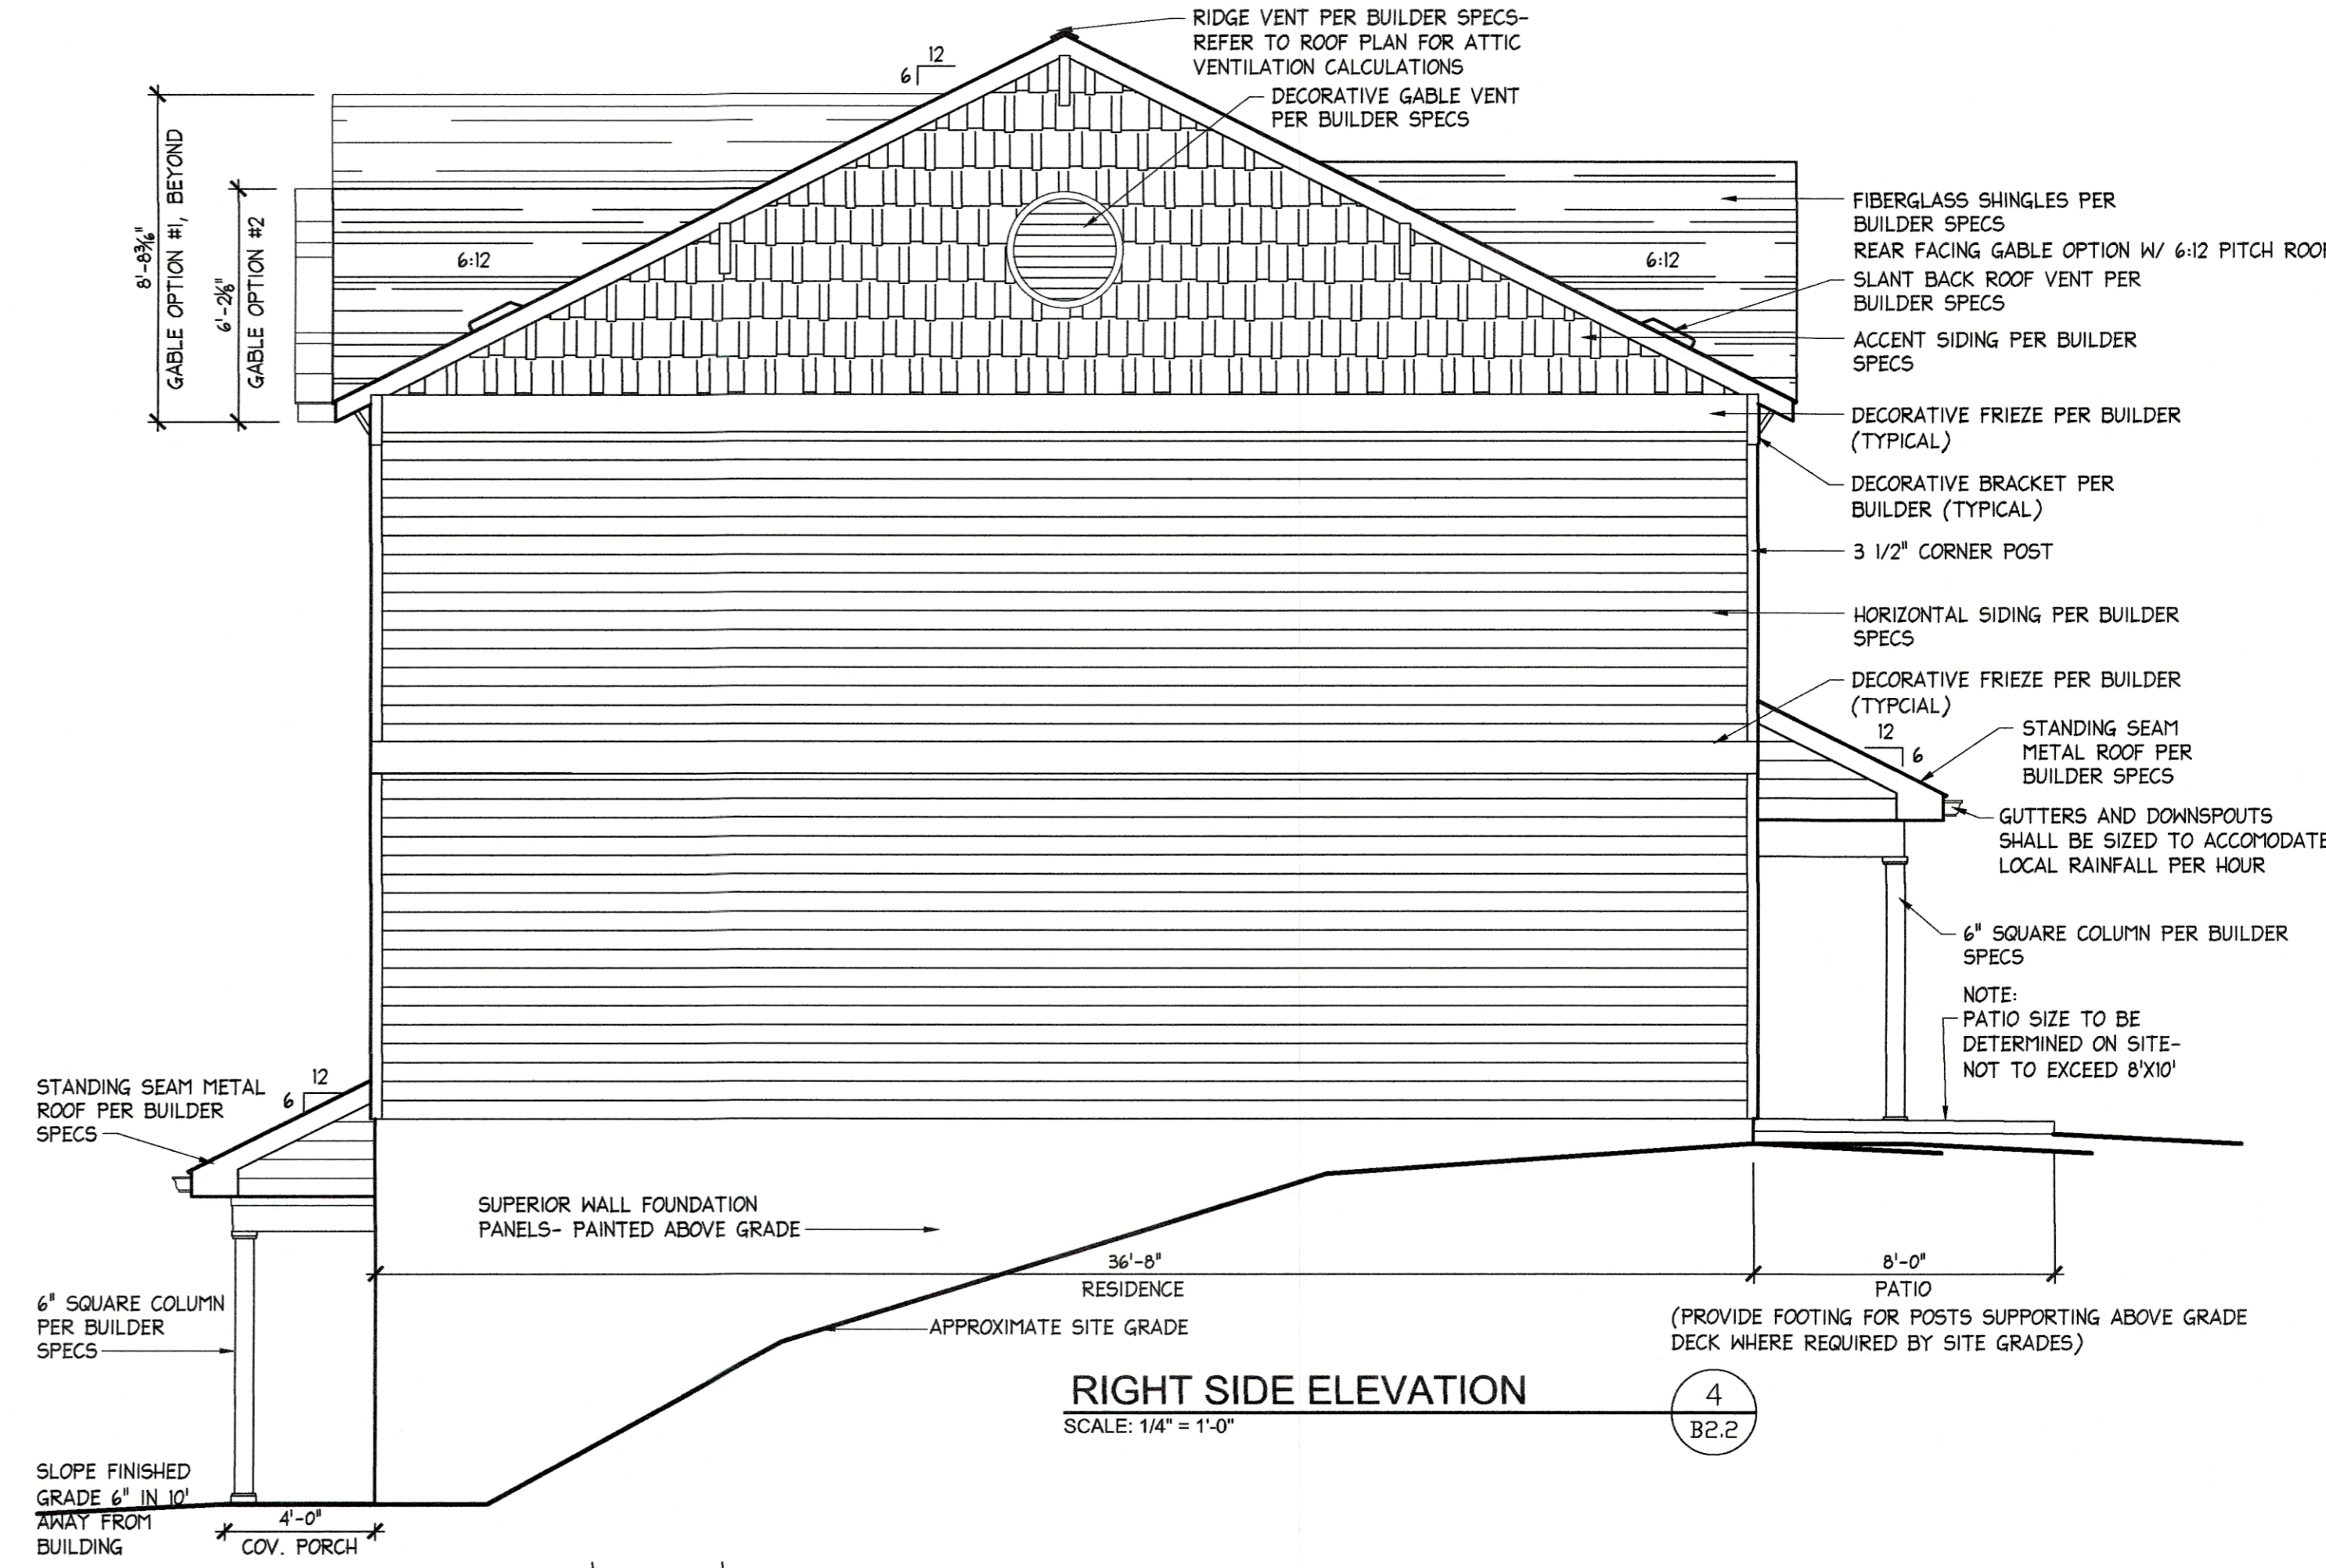 RIDGE VENT PER BUILDER SPECS-
REFER TO ROOF PLAN FOR ATTIC
VENTILATION CALCULATIONS
12
6
DECORATIVE GABLE VENT
PER BUILDER SPECS
8'-8 3/16"
GABLE OPTION #1, BEYOND
6'-2 1/8"
GABLE OPTION #2
6:12
6:12
FIBERGLASS SHINGLES PER
BUILDER SPECS
REAR FACING GABLE OPTION W/ 6:12 PITCH ROOF
SLANT BACK ROOF VENT PER
BUILDER SPECS
ACCENT SIDING PER BUILDER
SPECS
DECORATIVE FRIEZE PER BUILDER
(TYPICAL)
DECORATIVE BRACKET PER
BUILDER (TYPICAL)
3 1/2" CORNER POST
HORIZONTAL SIDING PER BUILDER
SPECS
DECORATIVE FRIEZE PER BUILDER
(TYPCIAL)
12
6
STANDING SEAM
METAL ROOF PER
BUILDER SPECS
GUTTERS AND DOWNSPOUTS
SHALL BE SIZED TO ACCOMODATE
LOCAL RAINFALL PER HOUR
6" SQUARE COLUMN PER BUILDER
SPECS
NOTE:
PATIO SIZE TO BE
DETERMINED ON SITE-
NOT TO EXCEED 8'X10'
STANDING SEAM METAL
ROOF PER BUILDER
SPECS
12
6
SUPERIOR WALL FOUNDATION
PANELS- PAINTED ABOVE GRADE
36'-8"
RESIDENCE
8'-0"
PATIO
(PROVIDE FOOTING FOR POSTS SUPPORTING ABOVE GRADE
DECK WHERE REQUIRED BY SITE GRADES)
6" SQUARE COLUMN
PER BUILDER
SPECS
APPROXIMATE SITE GRADE
RIGHT SIDE ELEVATION
SCALE: 1/4" = 1'-0"
4
B2.2
SLOPE FINISHED
GRADE 6" IN 10'
AWAY FROM
BUILDING
4'-0"
COV. PORCH